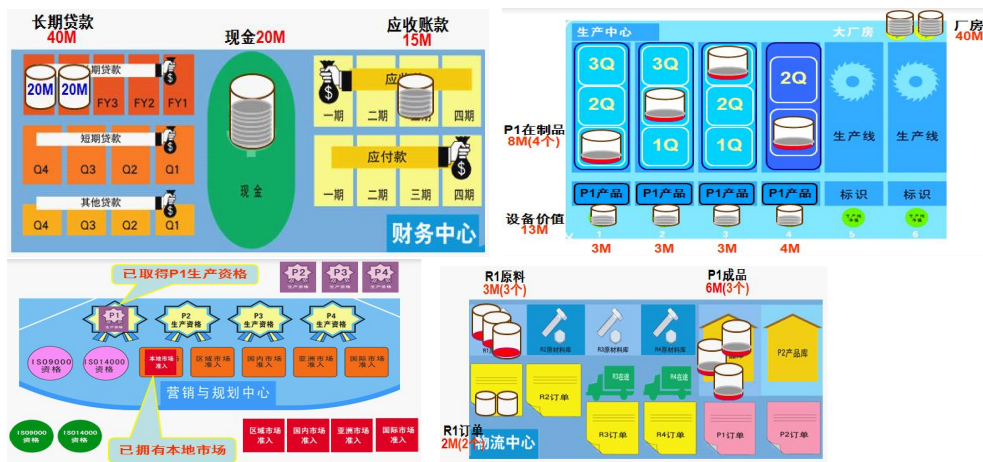 长期贷款
40M
现金20M
应收账款
15M
20M
20M
期贷款
FY3
FY2
FY1
短期贷款
Q4
Q3
Q2
Q1
其他贷款
Q4
Q3
Q2
Q1
现金
应收
一期
二期
三期
四期
应付款
一期
二期
三期
四期
财务中心
生产中心
大厂房
厂房
40M
P1在制品
8M(4个)
3Q
2Q
3Q
1Q
2Q
1Q
2Q
生产线
生产线
P1产品
P1产品
P1产品
P1产品
标识
标识
设备价值
13M
1
2
3
4
5
6
3M
3M
3M
4M
已取得P1生产资格
P2
P3
P4
P1
P2
生产资格
P3
生产资格
P4
生产资格
ISO9000
资格
ISO14000
资格
本地市场
准入
区域市场
准入
国内市场
准入
亚洲市场
准入
国际市场
准入
营销与规划中心
ISO9000
资格
ISO14000
资格
已拥有本地市场
区域市场
准入
国内市场
准入
亚洲市场
准入
国际市场
准入
R1原料
3M(3个)
P1成品
6M(3个)
R2原材料库
R3原材料库
R4原材料库
P2产品库
R2订单
R3在途
R4在途
R1订单
2M(2个)
物流中心
R3订单
R4订单
P1订单
P2订单